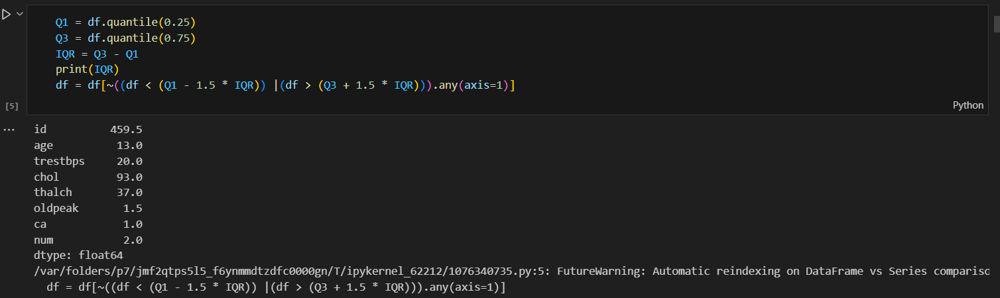 Q1 = df.quantile(0.25)
Q3 = df.quantile(0.75)
IQR = Q3 - Q1
print(IQR)
df = df[~((df < (Q1 - 1.5 * IQR)) |(df > (Q3 + 1.5 * IQR))).any(axis=1)]
[5]
Python
...
id 459.5
age 13.0
trestbps 20.0
chol 93.0
thalch 37.0
oldpeak 1.5
ca 1.0
num 2.0
dtype: float64
/var/folders/p7/jmf2qtps5l5_f6ynmmdtzdfc0000gn/T/ipykernel_62212/1076340735.py:5: FutureWarning: Automatic reindexing on DataFrame vs Series compariso
df = df[~((df < (Q1 - 1.5 * IQR)) |(df > (Q3 + 1.5 * IQR))).any(axis=1)]